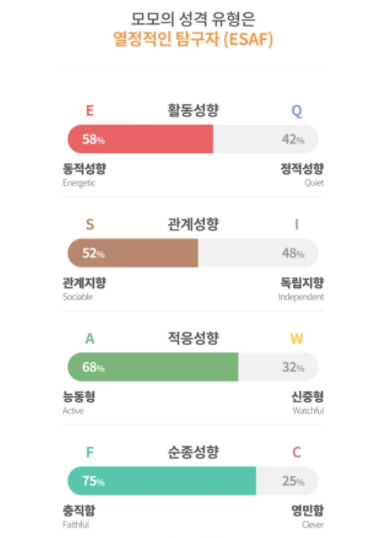 모모의 성격 유형은
열정적인 탐구자 (ESAF)
E 활동성향 Q
58% 42%
동적성향 정적성향
Energetic Quiet
S 관계성향 I
52% 48%
관계지향 독립지향
Sociable Independent
A 적응성향 W
68% 32%
능동형 신중형
Active Watchful
F 순종성향 C
75% 25%
충직함 영민함
Faithful Clever